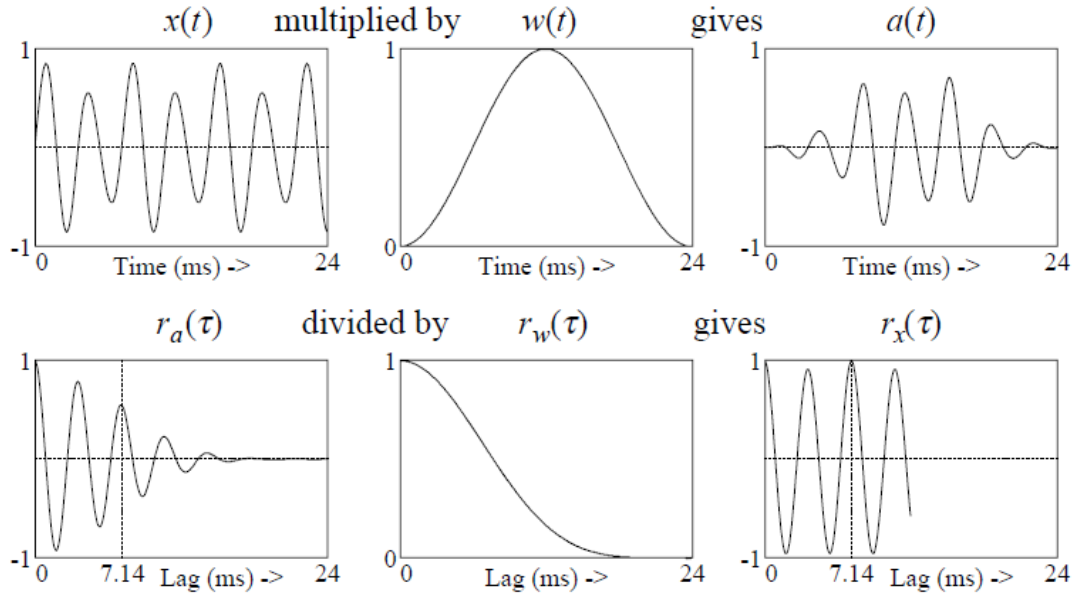 x(t) multiplied by w(t) gives a(t)
1 1 1
-1 0 -1
0 Time (ms) -> 24 0 Time (ms) -> 24 0 Time (ms) -> 24
r_a(τ) divided by r_w(τ) gives r_x(τ)
1 1 1
-1 0 -1
0 7.14 Lag (ms) -> 24 0 Lag (ms) -> 24 0 7.14 Lag (ms) -> 24